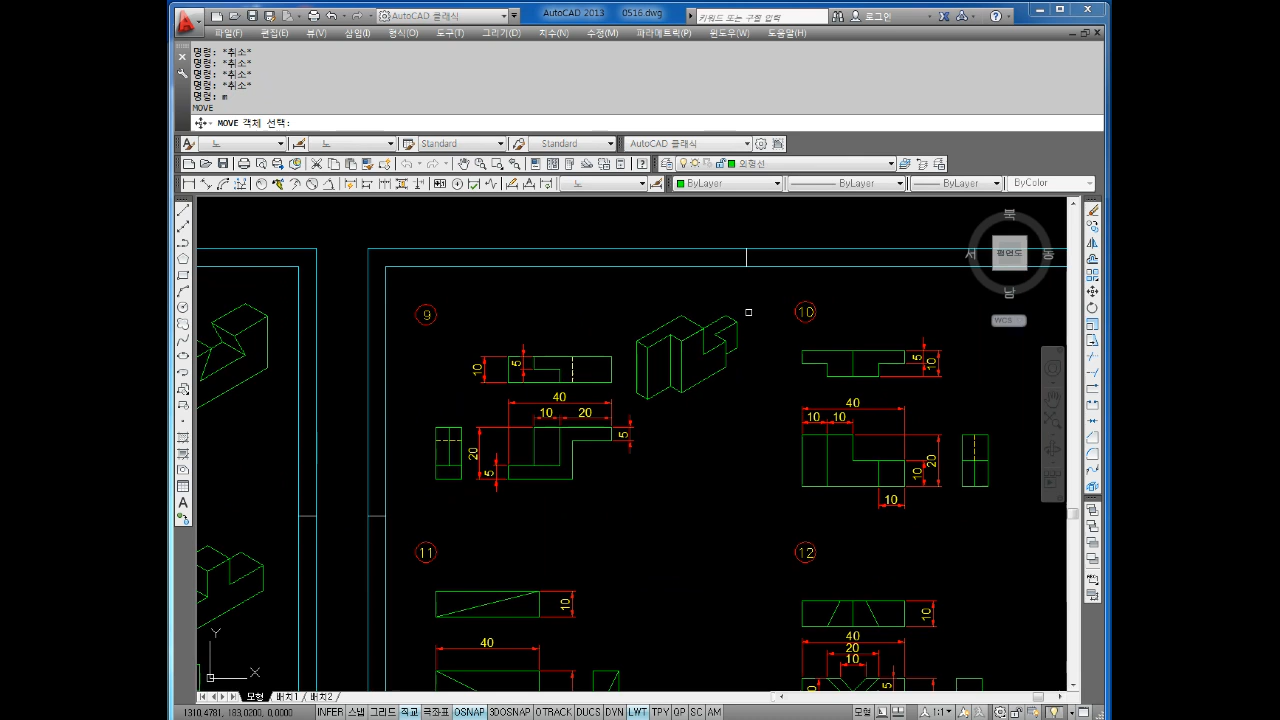 AutoCAD 클래식
AutoCAD 2013 0516.dwg
키워드 또는 구절 입력
로그인
파일(F) 편집(E) 뷰(V) 삽입(I) 형식(O) 도구(T) 그리기(D) 치수(N) 수정(M) 파라메트릭(P) 윈도우(W) 도움말(H)
명령: *취소*
명령: *취소*
명령: *취소*
명령: *취소*
명령: m
MOVE
MOVE 객체 선택:
Standard Standard AutoCAD 클래식
외형선
ByLayer ByLayer ByLayer ByColor
북
서 평면도 동
남
WCS
9 10
5 10
5 10
40
10 20
5
20
5
40
10 10
20
10
10
11 12
10 10
40
40
20
10
5
Y
X
모형 배치1 배치2
1310.4781, 183.0200, 0.0000 INFER 스냅 그리드 직교 극좌표 OSNAP 3DOSNAP OTRACK DUCS DYN LWT TPY QP SC AM 모형 1:1